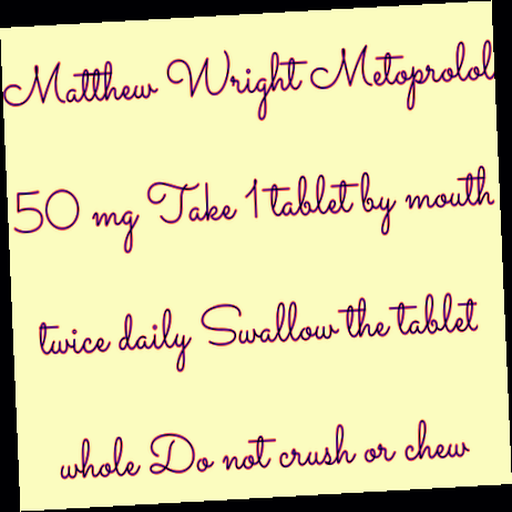 Matthew Wright Metoprolol
50 mg Take 1 tablet by mouth
twice daily Swallow the tablet
whole Do not crush or chew